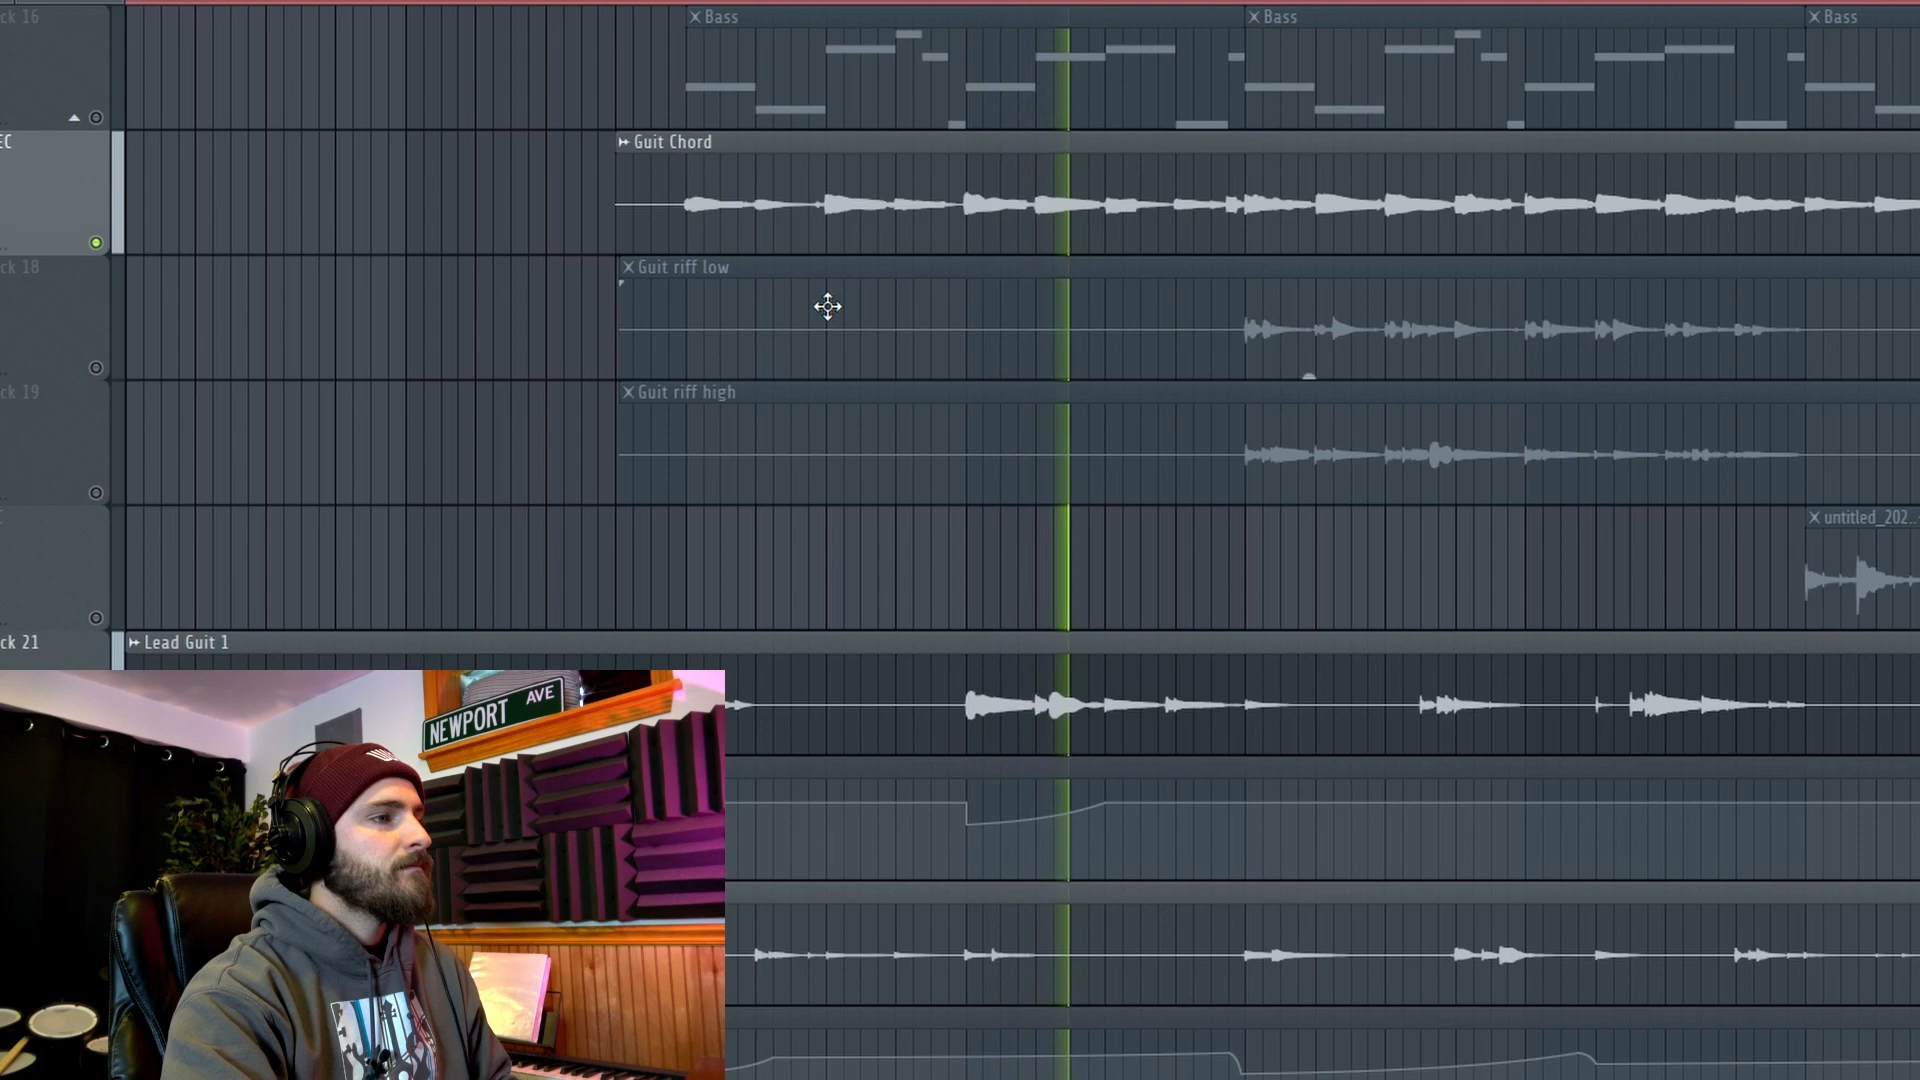 ck 16
Bass
Bass
Bass
EC
Guit Chord
ck 18
Guit riff low
ck 19
Guit riff high
untitled_202..
ck 21
Lead Guit 1
NEWPORT AVE